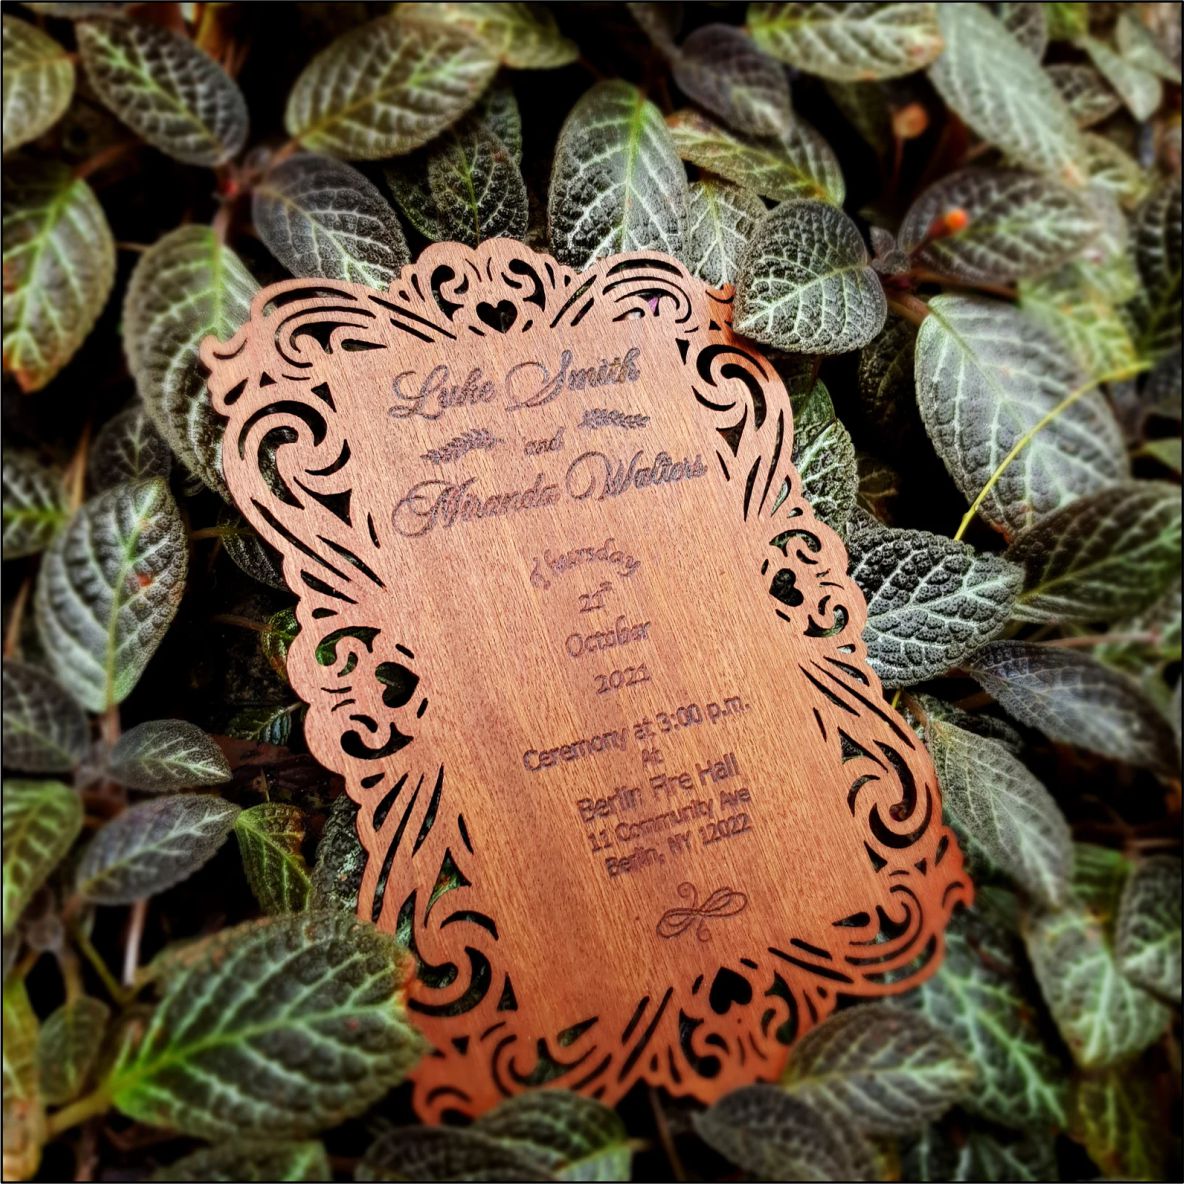 Luke Smith
and
Amanda Walters
Thursday
21st
October
2021
Ceremony at 3:00 p.m.
At
Berlin Fire Hall
11 Community Ave
Berlin, NY 12022